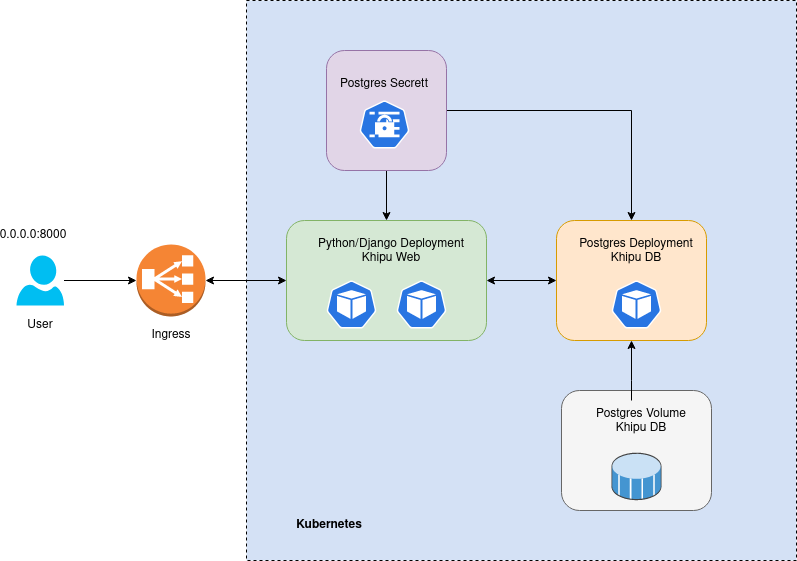 Postgres Secrett
0.0.0.0:8000
Python/Django Deployment
Khipu Web
Postgres Deployment
Khipu DB
User
Ingress
Postgres Volume
Khipu DB
Kubernetes